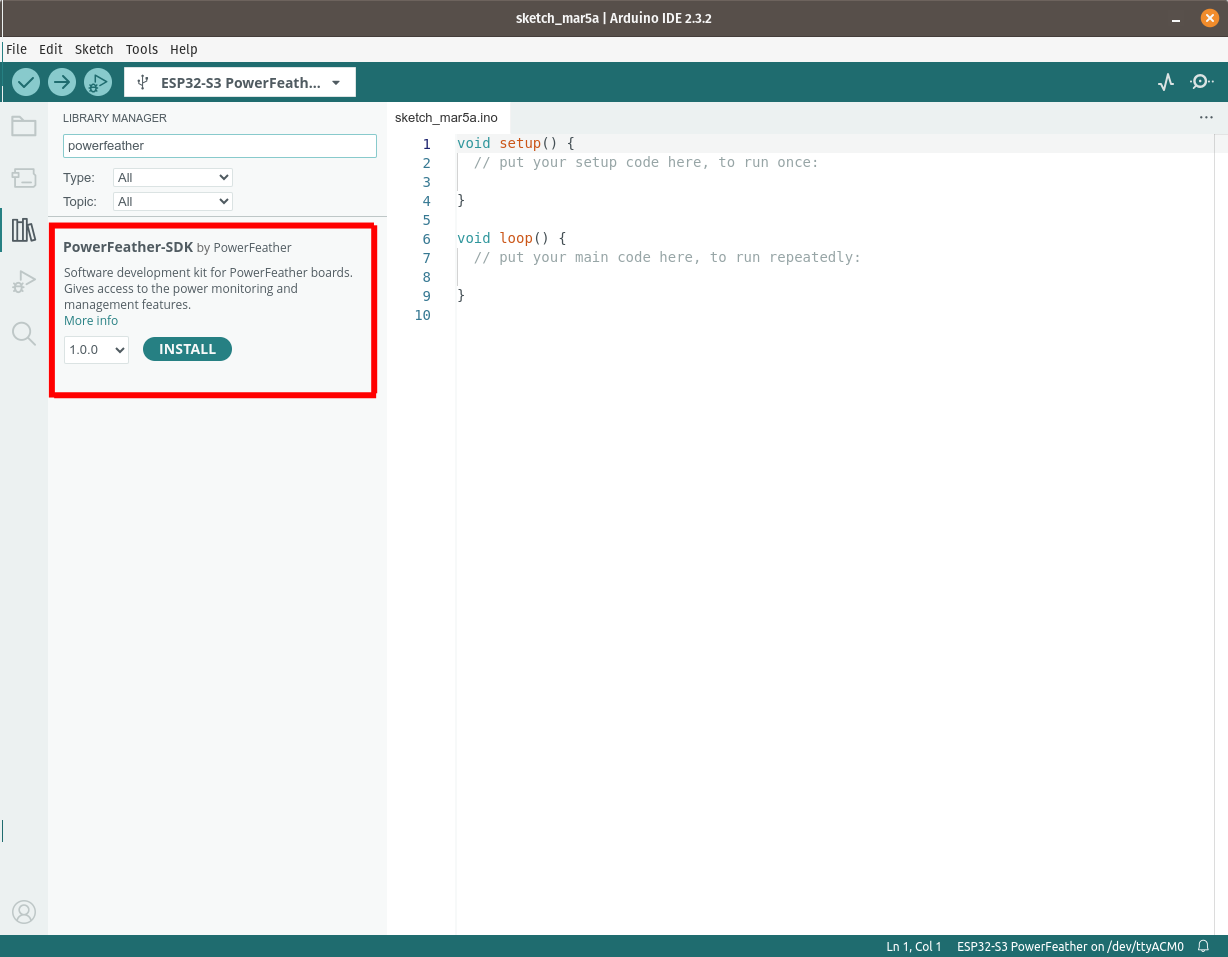 sketch_mar5a | Arduino IDE 2.3.2
File Edit Sketch Tools Help
ESP32-S3 PowerFeath...
LIBRARY MANAGER
powerfeather
Type: All
Topic: All
PowerFeather-SDK by PowerFeather
Software development kit for PowerFeather boards.
Gives access to the power monitoring and
management features.
More info
1.0.0 INSTALL
sketch_mar5a.ino
1 void setup() {
2 // put your setup code here, to run once:
3
4 }
5
6 void loop() {
7 // put your main code here, to run repeatedly:
8
9 }
10
Ln 1, Col 1 ESP32-S3 PowerFeather on /dev/ttyACM0